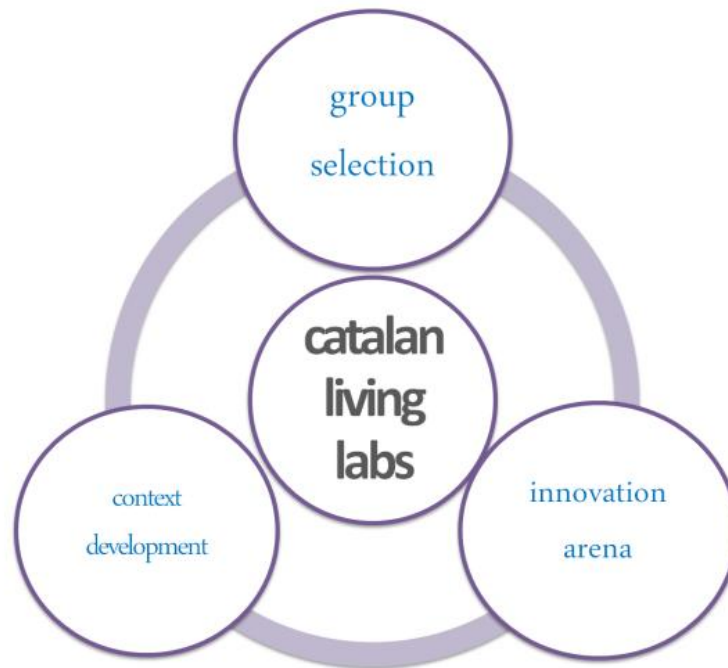 group
selection
catalan
living
labs
context
development
innovation
arena